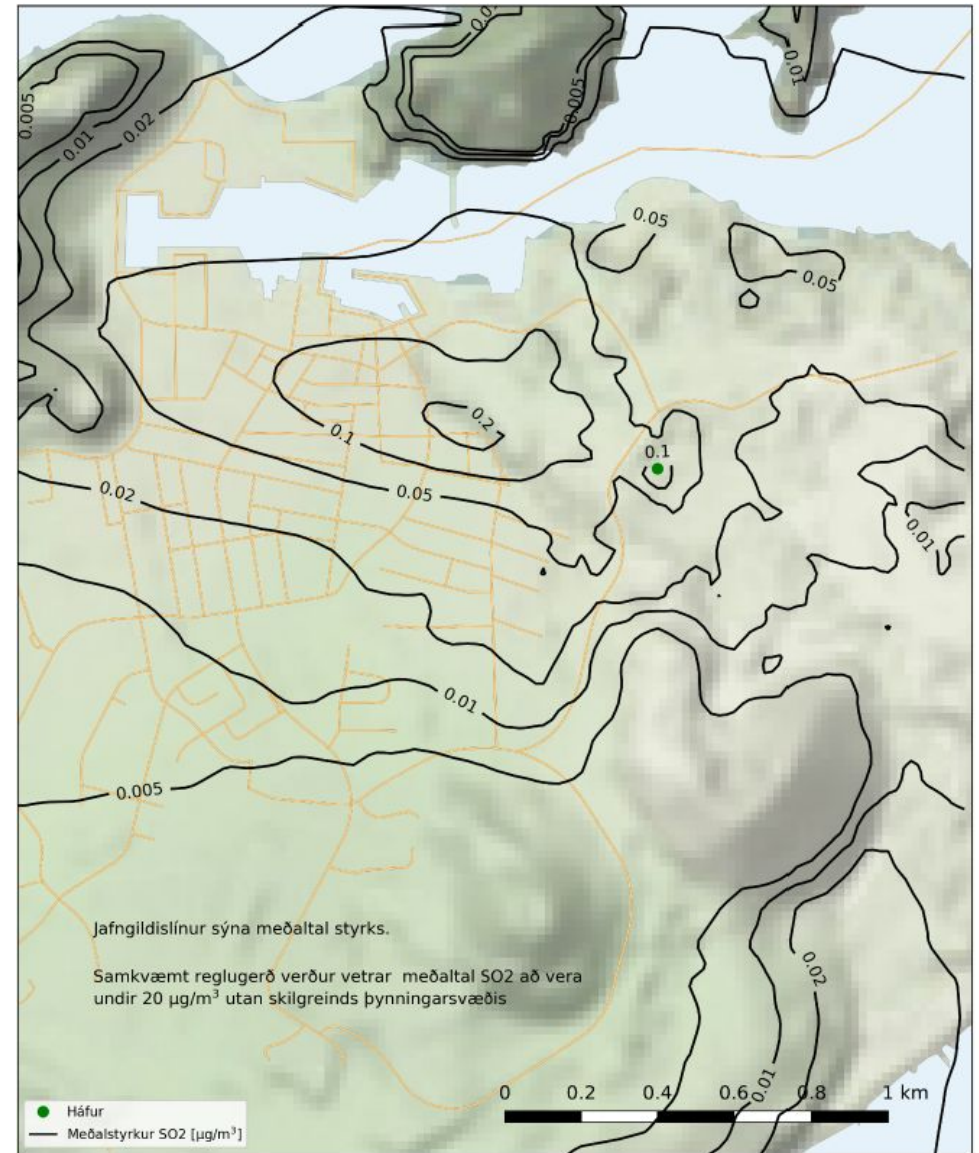 0.005
0.005
0.01
0.01
0.02
0.05
0.05
0.2
0.1
0.1
0.05
0.02
0.01
0.01
0.005
Jafngildislínur sýna meðaltal styrks.
Samkvæmt reglugerð verður vetrar meðaltal SO2 að vera
undir 20 µg/m³ utan skilgreinds þynningarsvæðis
0.02
0.01
0 0.2 0.4 0.6 0.8 1 km
Háfur
Meðalstyrkur SO2 [µg/m³]